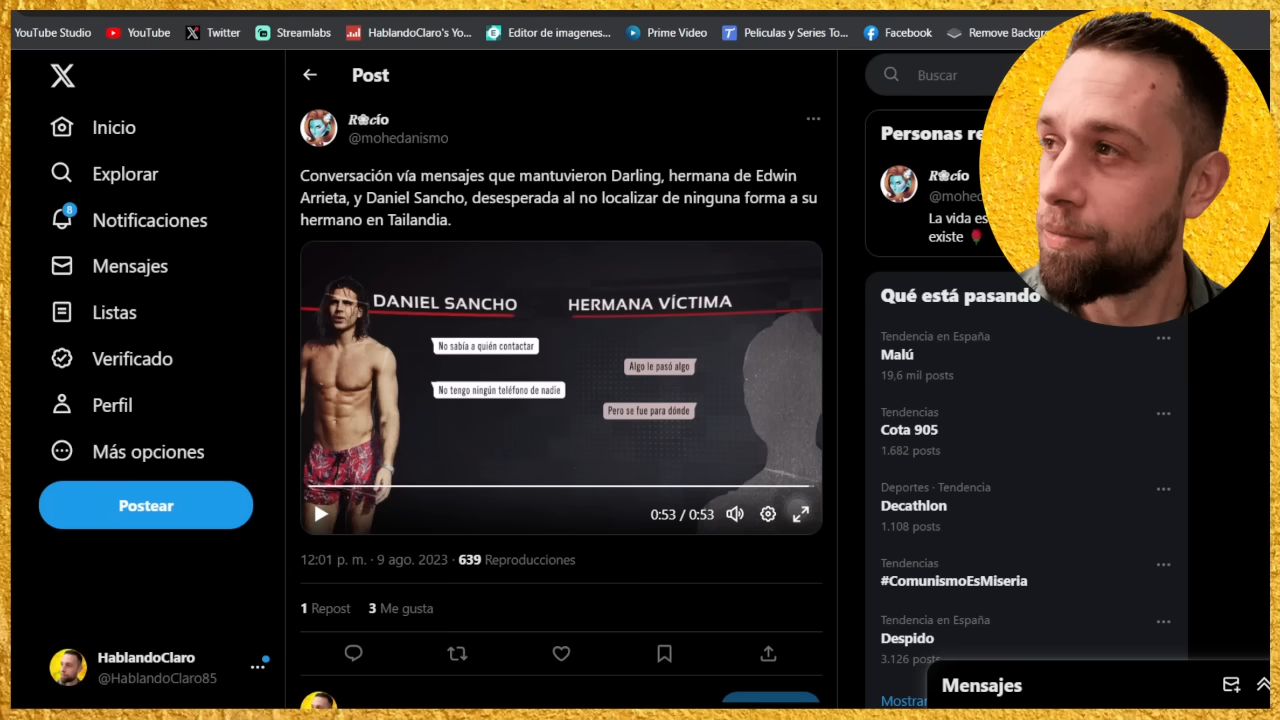 YouTube Studio
YouTube
Twitter
Streamlabs
HablandoClaro's Yo...
Editor de imagenes...
Prime Video
Peliculas y Series To...
Facebook
Remove Backgr
Post
Buscar
Inicio
Explorar
8
Notificaciones
Mensajes
Listas
Verificado
Perfil
Más opciones
Postear
HablandoClaro
@HablandoClaro85
R❀cío
@mohedanismo
Conversación vía mensajes que mantuvieron Darling, hermana de Edwin
Arrieta, y Daniel Sancho, desesperada al no localizar de ninguna forma a su
hermano en Tailandia.
DANIEL SANCHO
HERMANA VÍCTIMA
No sabía a quién contactar
Algo le pasó algo
No tengo ningún teléfono de nadie
Pero se fue para dónde
0:53 / 0:53
12:01 p. m. · 9 ago. 2023 · 639 Reproducciones
1 Repost 3 Me gusta
Personas re
R❀cío
@mohed
La vida es
existe 🌹
Qué está pasando
Tendencia en España
Malú
19,6 mil posts
Tendencias
Cota 905
1.682 posts
Deportes · Tendencia
Decathlon
1.108 posts
Tendencias
#ComunismoEsMiseria
Tendencia en España
Despido
3.126 posts
Mostrar
Mensajes